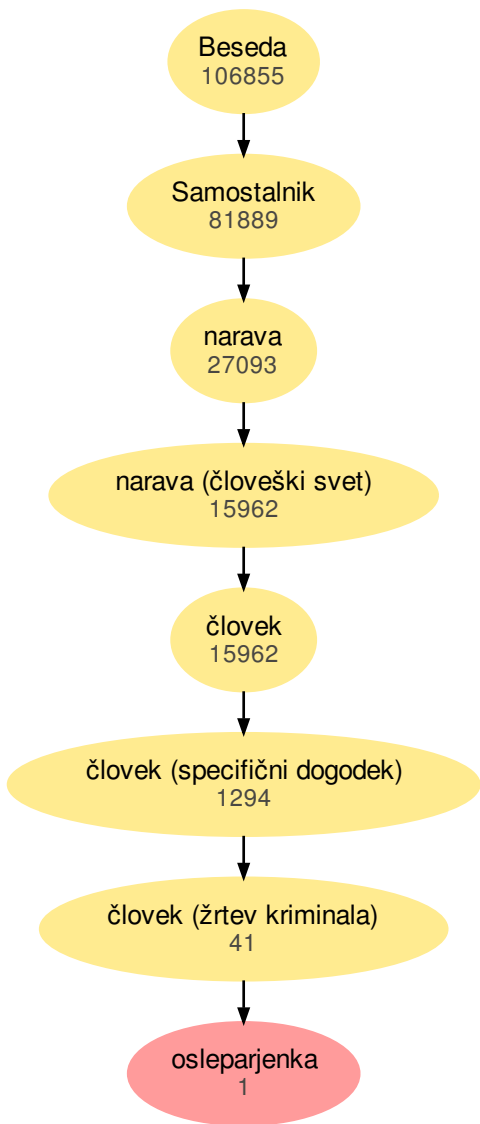 Beseda
106855
Samostalnik
81889
narava
27093
narava (človeški svet)
15962
človek
15962
človek (specifični dogodek)
1294
človek (žrtev kriminala)
41
osleparjenka
1